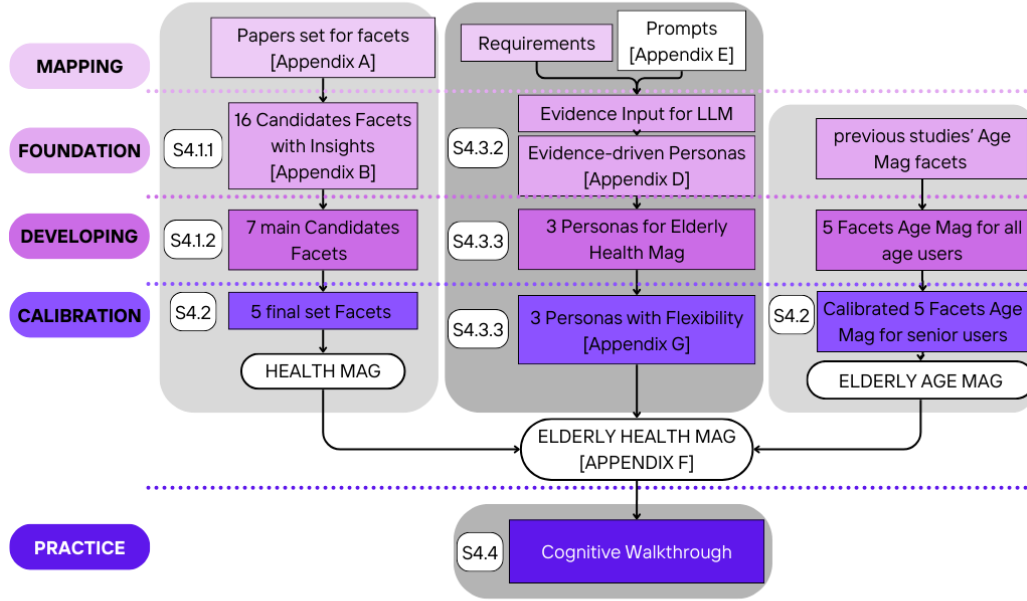 MAPPING
Papers set for facets
[Appendix A]
Requirements
Prompts
[Appendix E]
FOUNDATION
S4.1.1
16 Candidates Facets
with Insights
[Appendix B]
S4.3.2
Evidence Input for LLM
Evidence-driven Personas
[Appendix D]
previous studies' Age
Mag facets
DEVELOPING
S4.1.2
7 main Candidates
Facets
S4.3.3
3 Personas for Elderly
Health Mag
5 Facets Age Mag for all
age users
CALIBRATION
S4.2
5 final set Facets
S4.3.3
3 Personas with Flexibility
[Appendix G]
S4.2
Calibrated 5 Facets Age
Mag for senior users
HEALTH MAG
ELDERLY AGE MAG
ELDERLY HEALTH MAG
[APPENDIX F]
PRACTICE
S4.4
Cognitive Walkthrough